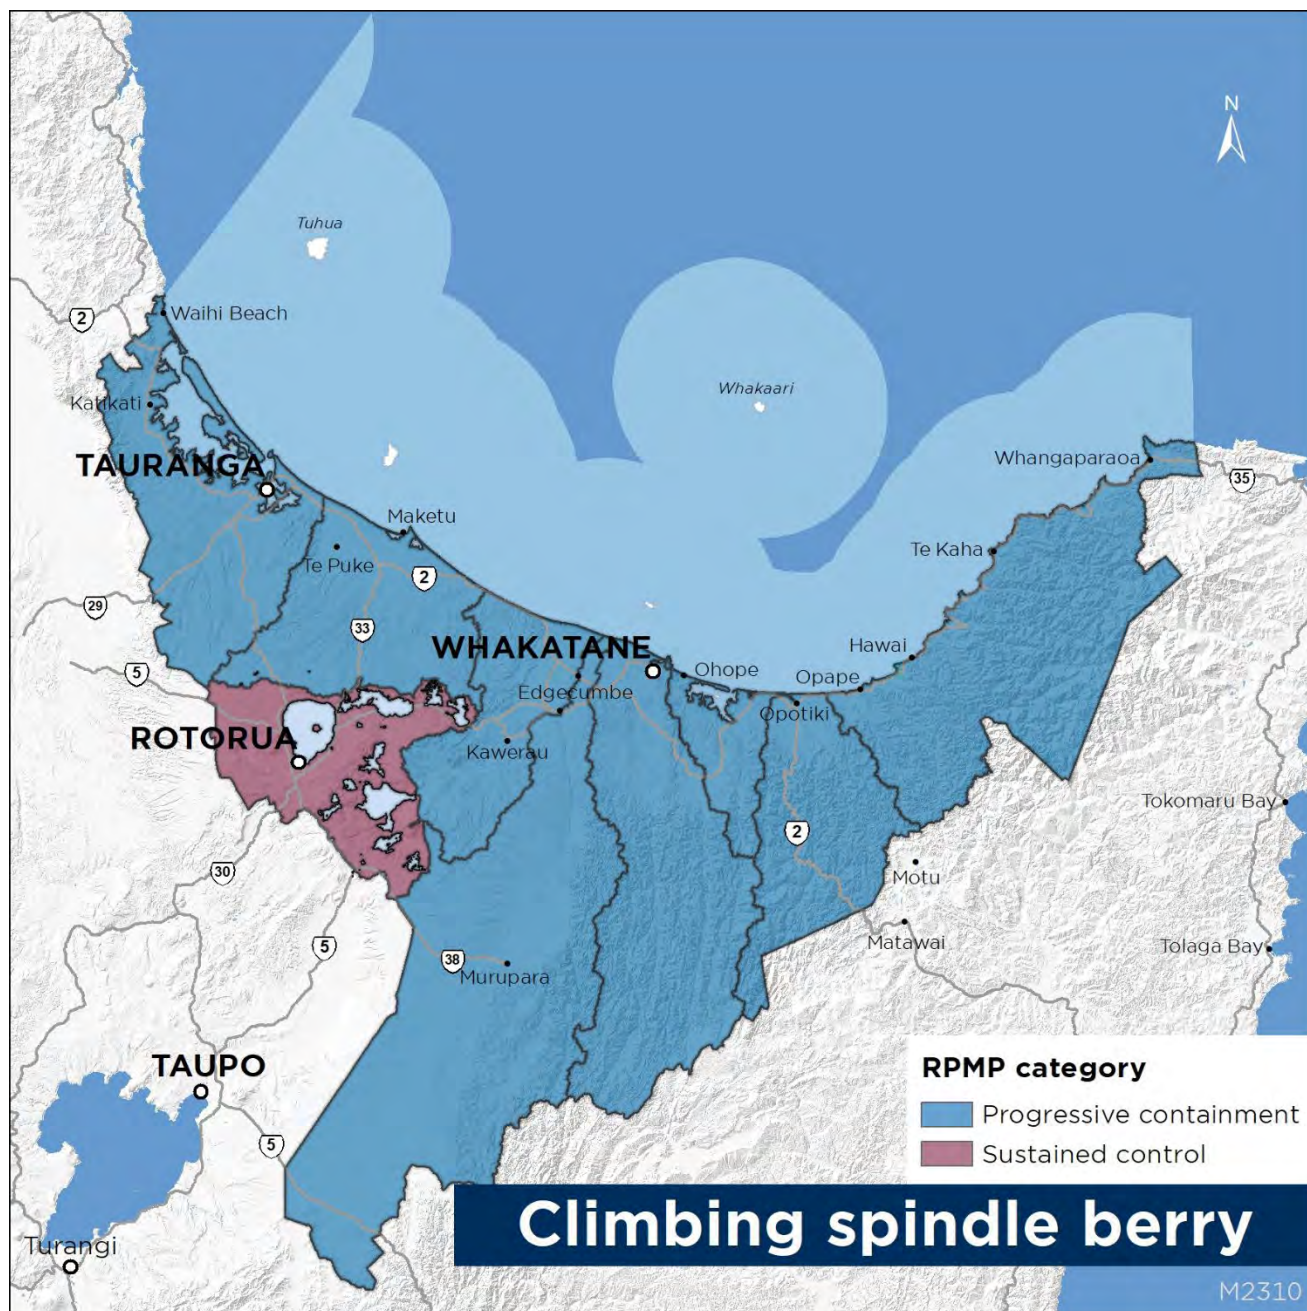 N
Tuhua
2
Waihi Beach
Whakaari
Katikati
TAURANGA
Whangaparaoa
35
Maketu
Te Puke
2
Te Kaha
29
33
WHAKATANE
Hawai
5
Ohope
Opape
Edgecumbe
Opotiki
ROTORUA
Kawerau
Tokomaru Bay
2
30
Motu
Matawai
5
38
Murupara
Tolaga Bay
TAUPO
RPMP category
Progressive containment
5
Sustained control
Climbing spindle berry
Turangi
M2310